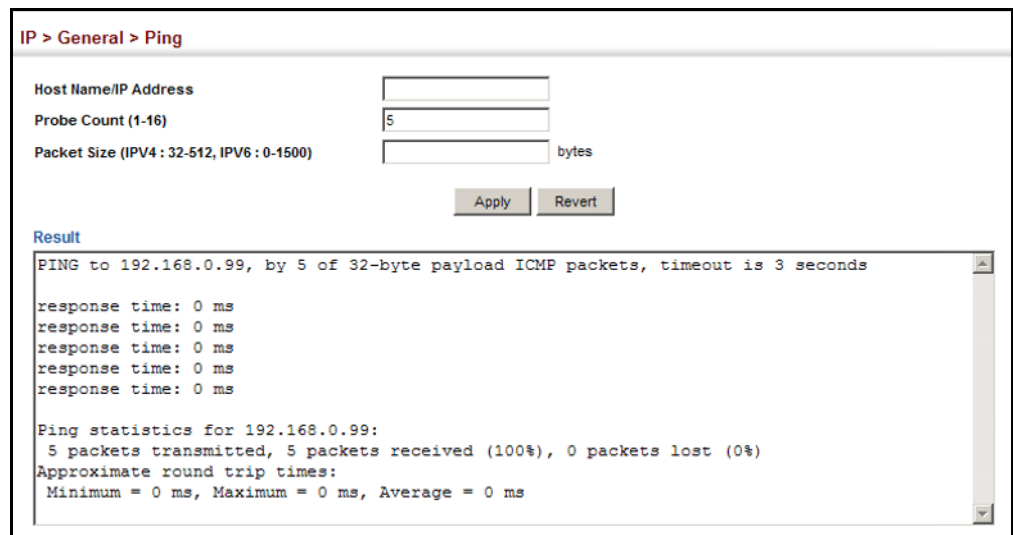 IP > General > Ping
Host Name/IP Address
Probe Count (1-16) 5
Packet Size (IPV4 : 32-512, IPV6 : 0-1500) bytes
Apply Revert
Result
PING to 192.168.0.99, by 5 of 32-byte payload ICMP packets, timeout is 3 seconds
response time: 0 ms
response time: 0 ms
response time: 0 ms
response time: 0 ms
response time: 0 ms
Ping statistics for 192.168.0.99:
5 packets transmitted, 5 packets received (100%), 0 packets lost (0%)
Approximate round trip times:
Minimum = 0 ms, Maximum = 0 ms, Average = 0 ms